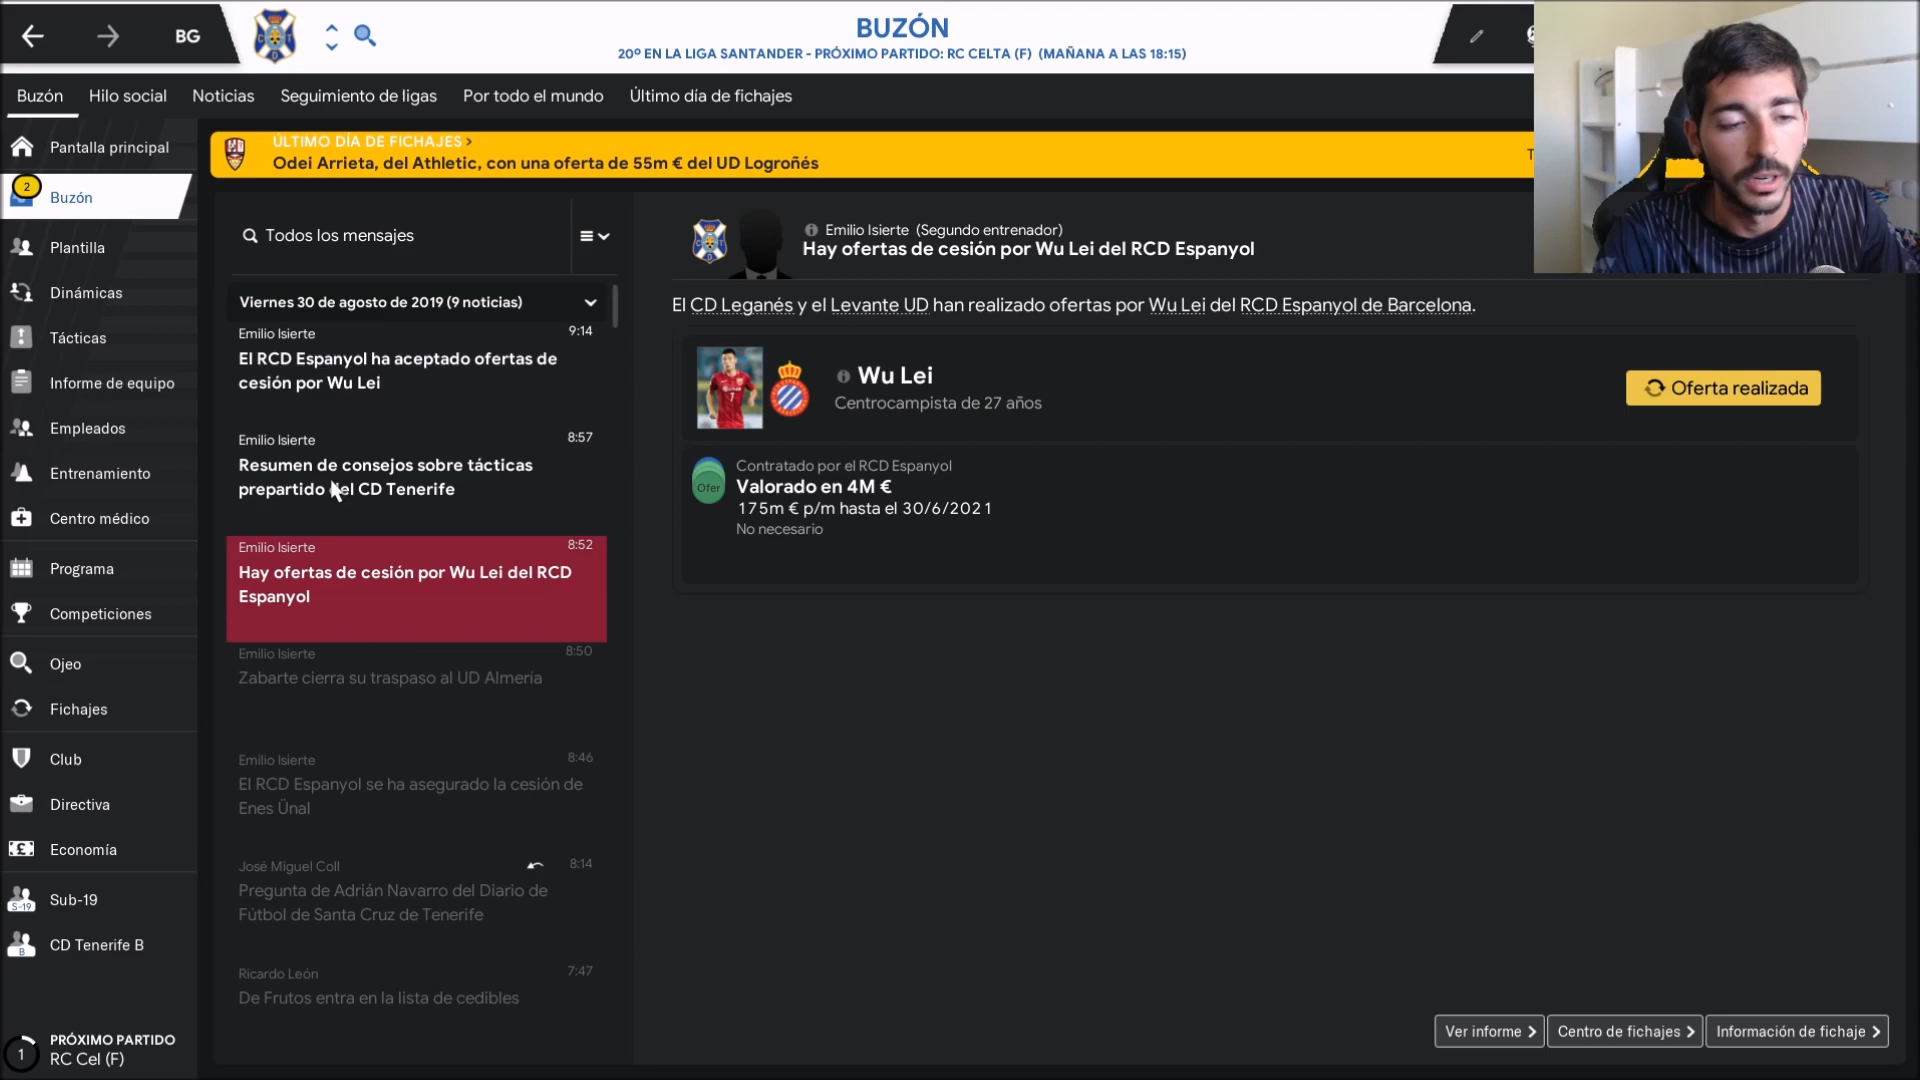 BG
BUZÓN
20º EN LA LIGA SANTANDER - PRÓXIMO PARTIDO: RC CELTA (F) (MAÑANA A LAS 18:15)
Buzón
Hilo social
Noticias
Seguimiento de ligas
Por todo el mundo
Último día de fichajes
Pantalla principal
2
Buzón
Plantilla
Dinámicas
Tácticas
Informe de equipo
Empleados
Entrenamiento
Centro médico
Programa
Competiciones
Ojeo
Fichajes
Club
Directiva
Economía
S-19
Sub-19
B
CD Tenerife B
1
PRÓXIMO PARTIDO
RC Cel (F)
ÚLTIMO DÍA DE FICHAJES >
Odei Arrieta, del Athletic, con una oferta de 55m € del UD Logroñés
Todos los mensajes
Viernes 30 de agosto de 2019 (9 noticias)
Emilio Isierte 9:14
El RCD Espanyol ha aceptado ofertas de
cesión por Wu Lei
Emilio Isierte 8:57
Resumen de consejos sobre tácticas
prepartido del CD Tenerife
Emilio Isierte 8:52
Hay ofertas de cesión por Wu Lei del RCD
Espanyol
Emilio Isierte 8:50
Zabarte cierra su traspaso al UD Almería
Emilio Isierte 8:46
El RCD Espanyol se ha asegurado la cesión de
Enes Ünal
José Miguel Coll 8:14
Pregunta de Adrián Navarro del Diario de
Fútbol de Santa Cruz de Tenerife
Ricardo León 7:47
De Frutos entra en la lista de cedibles
Emilio Isierte (Segundo entrenador)
Hay ofertas de cesión por Wu Lei del RCD Espanyol
El CD Leganés y el Levante UD han realizado ofertas por Wu Lei del RCD Espanyol de Barcelona.
Wu Lei
Centrocampista de 27 años
Oferta realizada
Ofer
Contratado por el RCD Espanyol
Valorado en 4M €
175m € p/m hasta el 30/6/2021
No necesario
Ver informe >
Centro de fichajes >
Información de fichaje >